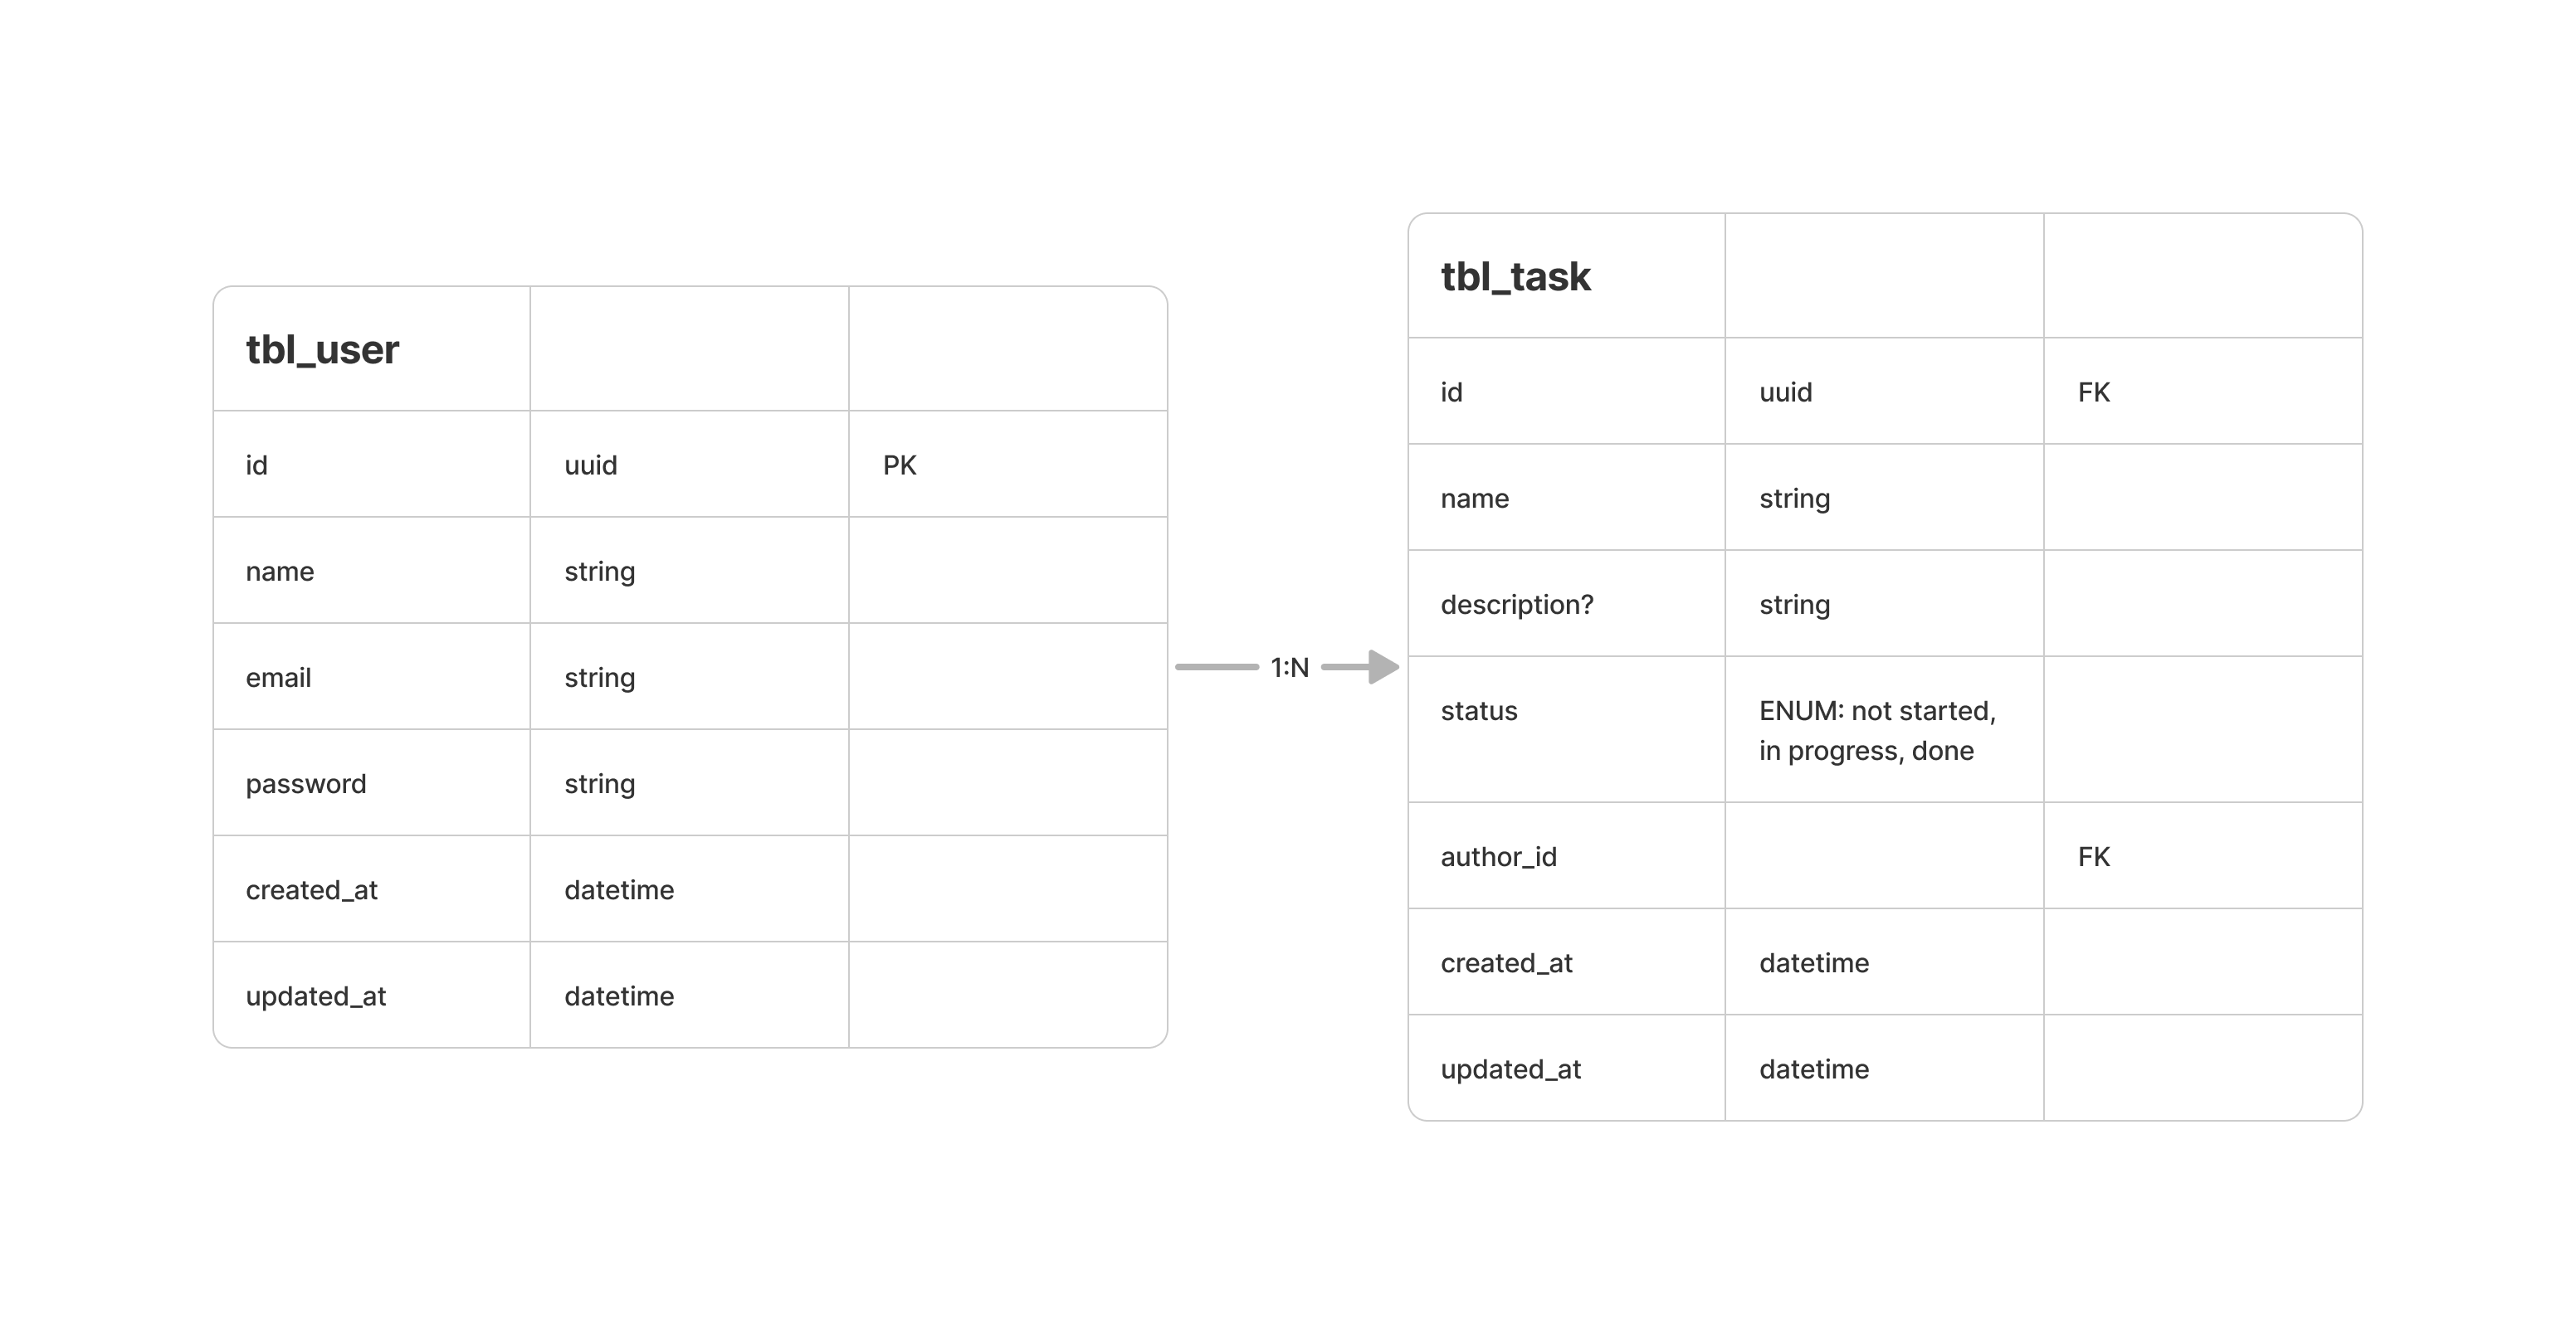 tbl_user
id uuid PK
name string
email string
password string
created_at datetime
updated_at datetime
1:N
tbl_task
id uuid FK
name string
description? string
status ENUM: not started,
in progress, done
author_id FK
created_at datetime
updated_at datetime